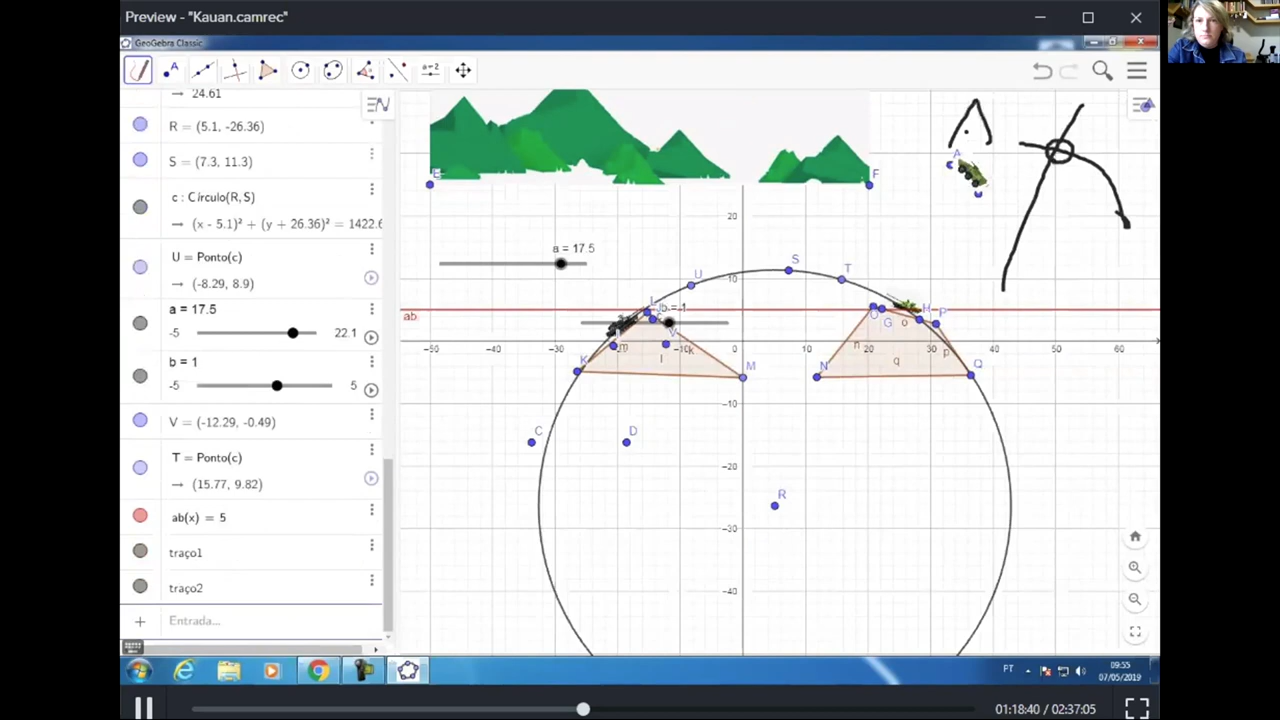 Preview - "Kauan.camrec"
GeoGebra Classic
→ 24.61
R = (5.1, -26.36)
S = (7.3, 11.3)
c : Círculo(R, S)
→ (x - 5.1)² + (y + 26.36)² = 1422.6
U = Ponto(c)
→ (-8.29, 8.9)
a = 17.5
-5 22.1
b = 1
-5 5
V = (-12.29, -0.49)
T = Ponto(c)
→ (15.77, 9.82)
ab(x) = 5
traço1
traço2
Entrada...
a=2
E
F
A
20
a = 17.5
U
S
T
10
L
b = 1
ab
G
H
P
o
V
−50 −40 −30 −20 −10 0 10 20 30 40 50 60
m
k
n
K
l
M
N
q
p
Q
−10
C
D
−20
R
−30
−40
PT
09:55
07/05/2019
01:18:40 / 02:37:05